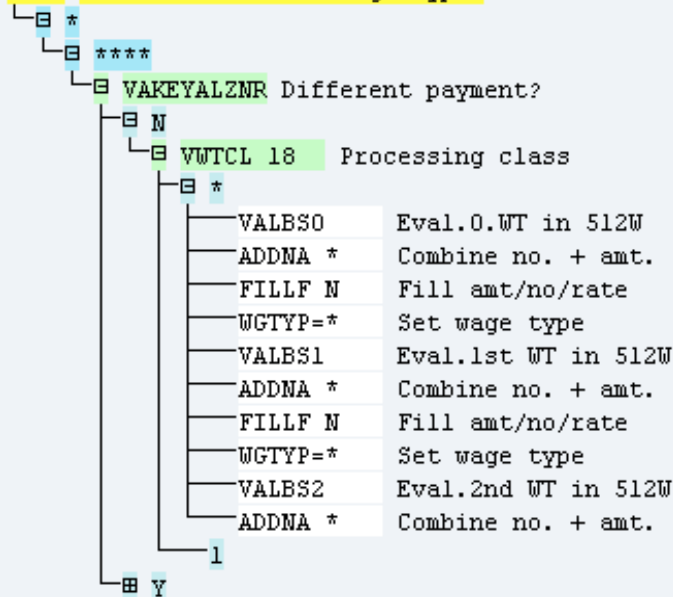 *
****
VAKEYALZNR Different payment?
N
VWTCL 18 Processing class
*
VALBS0 Eval.0.WT in 512W
ADDNA * Combine no. + amt.
FILLF N Fill amt/no/rate
WGTYP=* Set wage type
VALBS1 Eval.1st WT in 512W
ADDNA * Combine no. + amt.
FILLF N Fill amt/no/rate
WGTYP=* Set wage type
VALBS2 Eval.2nd WT in 512W
ADDNA * Combine no. + amt.
1
Y